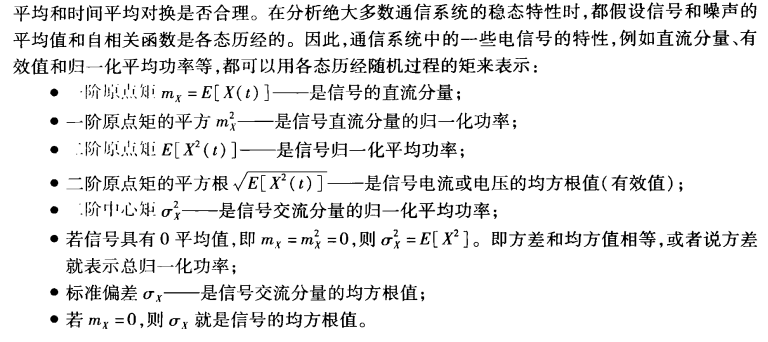 平均和时间平均对换是否合理。在分析绝大多数通信系统的稳态特性时,都假设信号和噪声的
平均值和自相关函数是各态历经的。因此,通信系统中的一些电信号的特性,例如直流分量、有
效值和归一化平均功率等,都可以用各态历经随机过程的矩来表示:
● 一阶原点矩 m_X = E[X(t)]——是信号的直流分量;
● 一阶原点矩的平方 m_X^2——是信号直流分量的归一化功率;
● 二阶原点矩 E[X^2(t)]——是信号归一化平均功率;
● 二阶原点矩的平方根 √E[X^2(t)]——是信号电流或电压的均方根值(有效值);
● 二阶中心矩 σ_X^2——是信号交流分量的归一化平均功率;
● 若信号具有 0 平均值,即 m_X = m_X^2 = 0,则 σ_X^2 = E[X^2]。即方差和均方值相等,或者说方差
就表示总归一化功率;
● 标准偏差 σ_X——是信号交流分量的均方根值;
● 若 m_X = 0,则 σ_X 就是信号的均方根值。